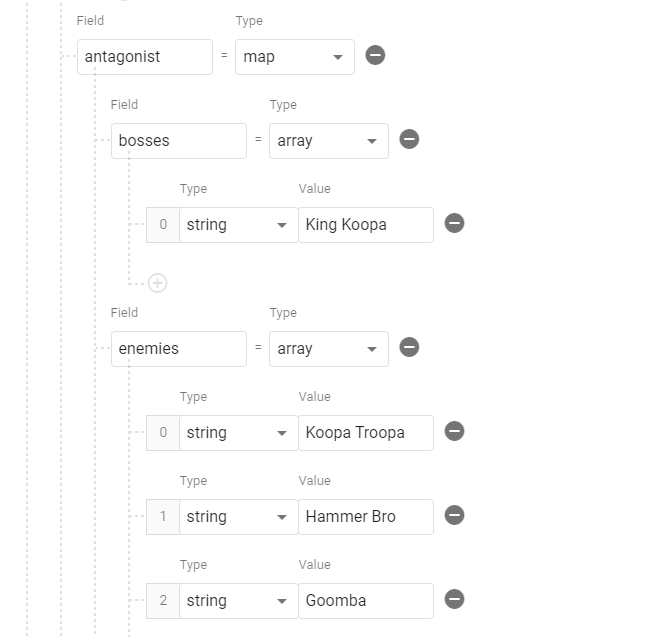 Field Type
antagonist = map
Field Type
bosses = array
Type Value
0 string King Koopa
Field Type
enemies = array
Type Value
0 string Koopa Troopa
Type Value
1 string Hammer Bro
Type Value
2 string Goomba